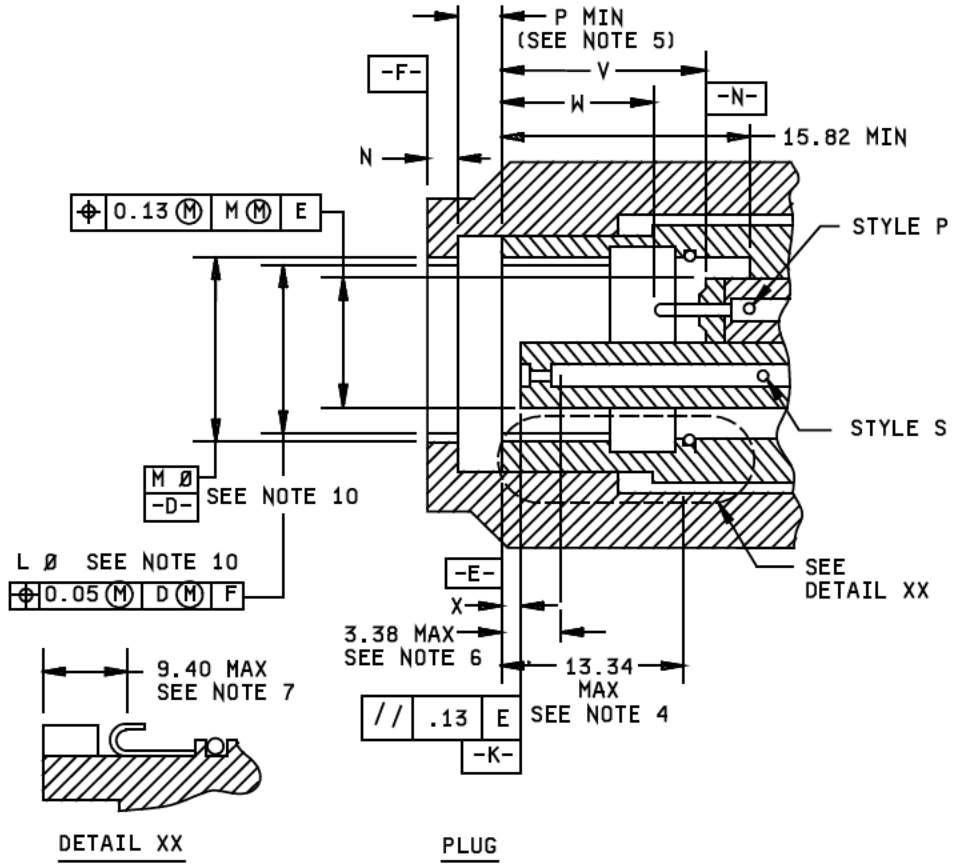 P MIN
(SEE NOTE 5)
-F-
V
-N-
W
15.82 MIN
N
⌖ 0.13 Ⓜ M Ⓜ E
STYLE P
STYLE S
M Ø
-D-
SEE NOTE 10
L Ø SEE NOTE 10
⌖ 0.05 Ⓜ D Ⓜ F
-E-
SEE
DETAIL XX
X
3.38 MAX
SEE NOTE 6
13.34
MAX
SEE NOTE 4
9.40 MAX
SEE NOTE 7
// .13 E
-K-
DETAIL XX
PLUG